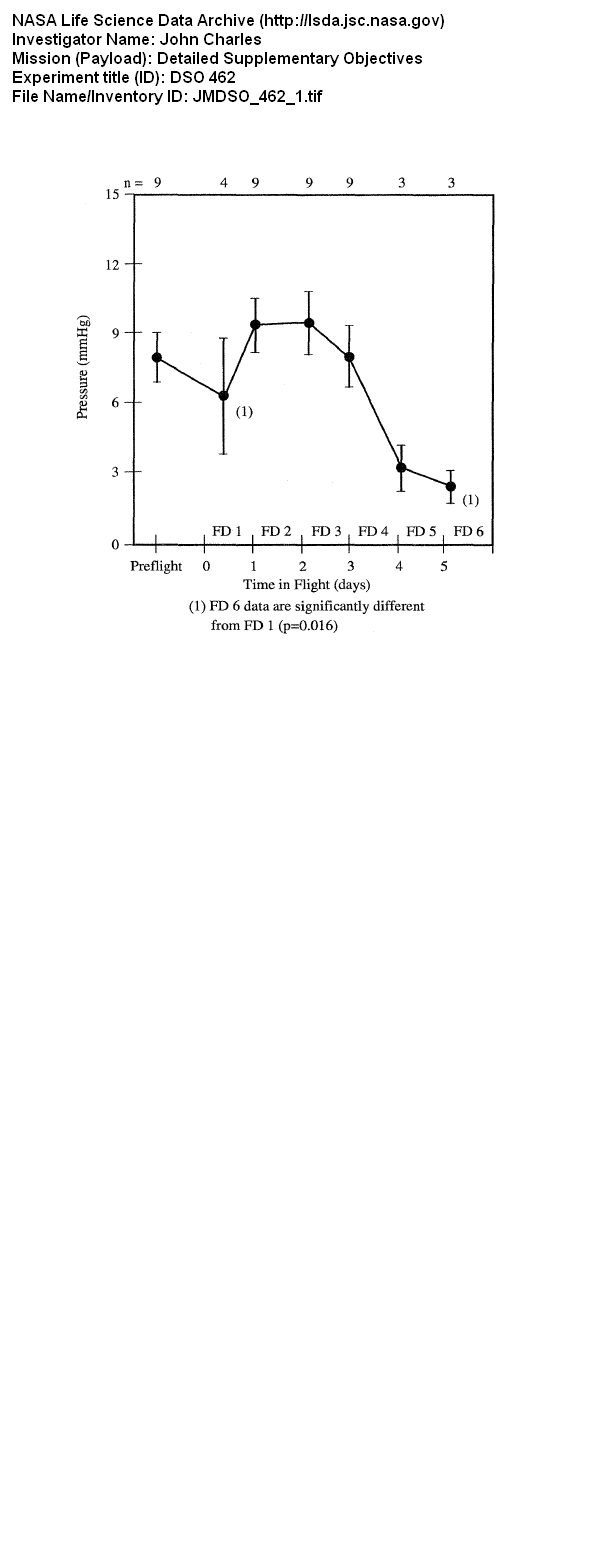 NASA Life Science Data Archive (http://lsda.jsc.nasa.gov)
Investigator Name: John Charles
Mission (Payload): Detailed Supplementary Objectives
Experiment title (ID): DSO 462
File Name/Inventory ID: JMDSO_462_1.tif
n = 9 4 9 9 9 3 3
15
12
9
6
3
0
Pressure (mmHg)
(1)
(1)
FD 1 FD 2 FD 3 FD 4 FD 5 FD 6
Preflight 0 1 2 3 4 5
Time in Flight (days)
(1) FD 6 data are significantly different
from FD 1 (p=0.016)